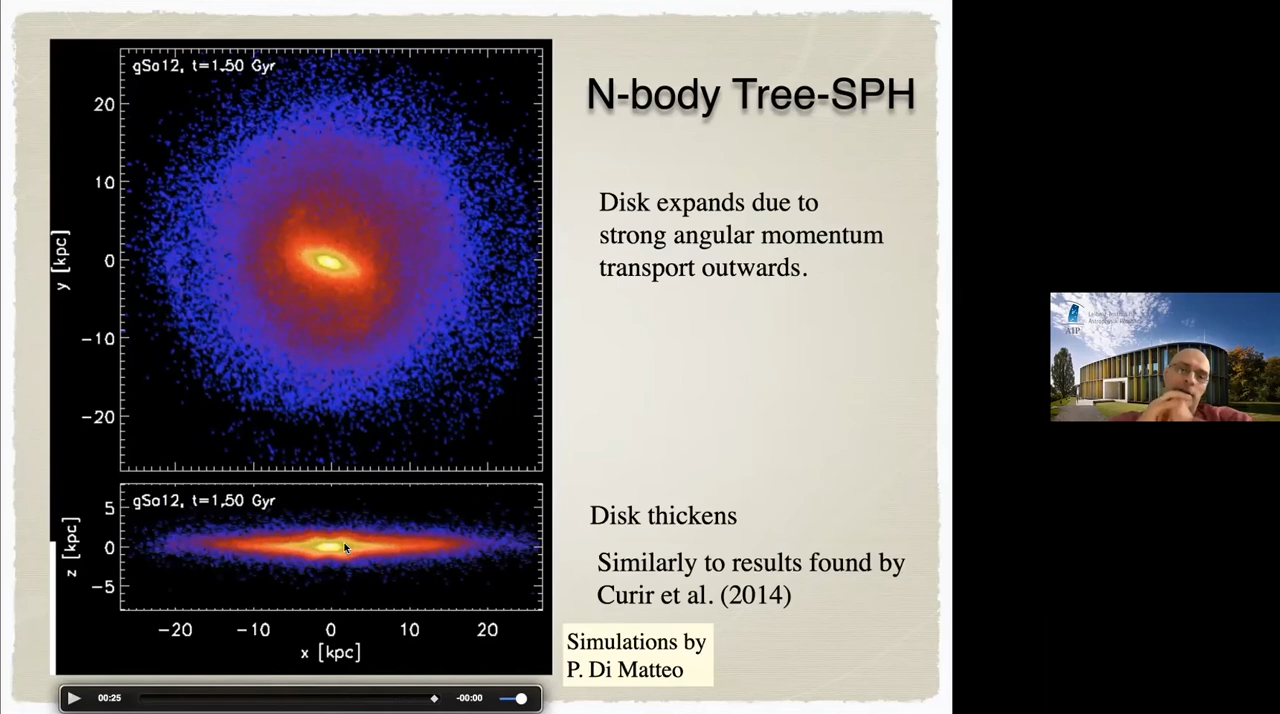 gSa12, t=1.50 Gyr
20
10
0
−10
−20
y [kpc]
gSa12, t=1.50 Gyr
5
0
−5
z [kpc]
−20 −10 0 10 20
x [kpc]
00:25 -00:00
N-body Tree-SPH
Disk expands due to
strong angular momentum
transport outwards.
Disk thickens
Similarly to results found by
Curir et al. (2014)
Simulations by
P. Di Matteo
AIP